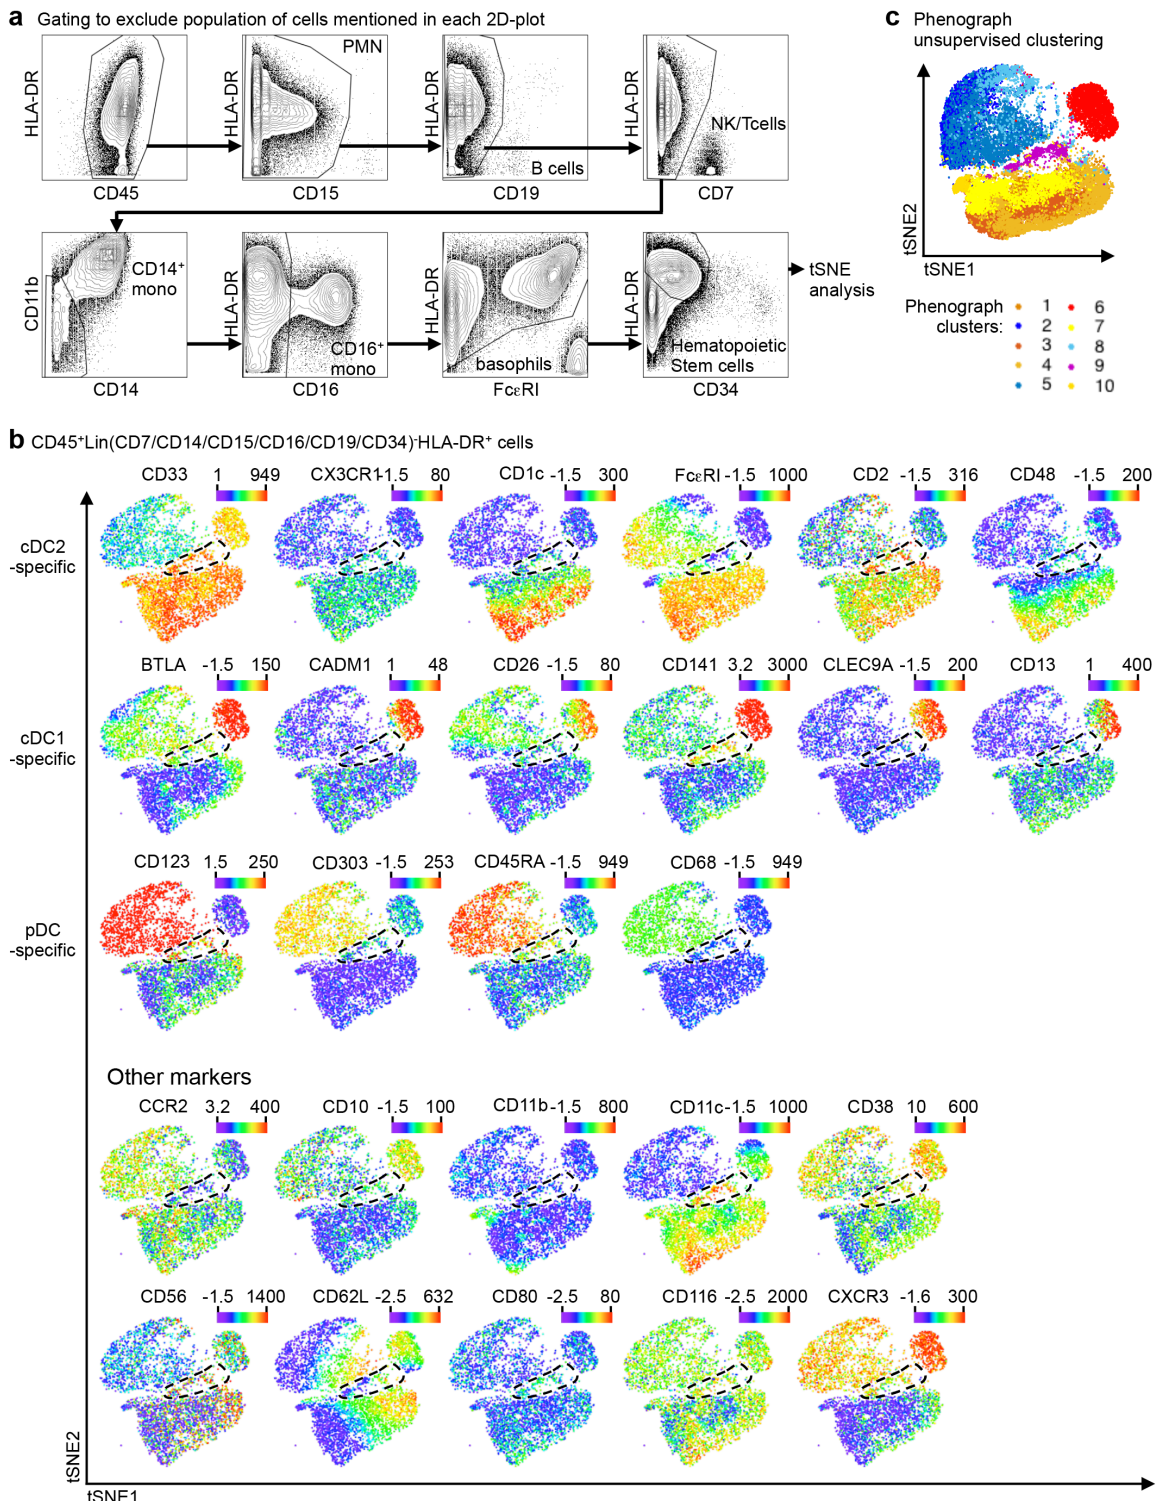 a Gating to exclude population of cells mentioned in each 2D-plot
HLA-DR
CD45
HLA-DR
PMN
CD15
HLA-DR
B cells
CD19
HLA-DR
NK/Tcells
CD7
CD11b
CD14⁺
mono
CD14
HLA-DR
CD16⁺
mono
CD16
HLA-DR
basophils
FcεRI
HLA-DR
Hematopoietic
Stem cells
CD34
tSNE
analysis
c Phenograph
unsupervised clustering
tSNE2
tSNE1
Phenograph
clusters:
1 6
2 7
3 8
4 9
5 10
b CD45⁺Lin(CD7/CD14/CD15/CD16/CD19/CD34)⁻HLA-DR⁺ cells
CD33 1 949
CX3CR1 -1.5 80
CD1c -1.5 300
FcεRI -1.5 1000
CD2 -1.5 316
CD48 -1.5 200
cDC2
-specific
BTLA -1.5 150
CADM1 1 48
CD26 -1.5 80
CD141 3.2 3000
CLEC9A -1.5 200
CD13 1 400
cDC1
-specific
CD123 1.5 250
CD303 -1.5 253
CD45RA -1.5 949
CD68 -1.5 949
pDC
-specific
Other markers
CCR2 3.2 400
CD10 -1.5 100
CD11b -1.5 800
CD11c -1.5 1000
CD38 10 600
CD56 -1.5 1400
CD62L -2.5 632
CD80 -2.5 80
CD116 -2.5 2000
CXCR3 -1.6 300
tSNE2
tSNE1